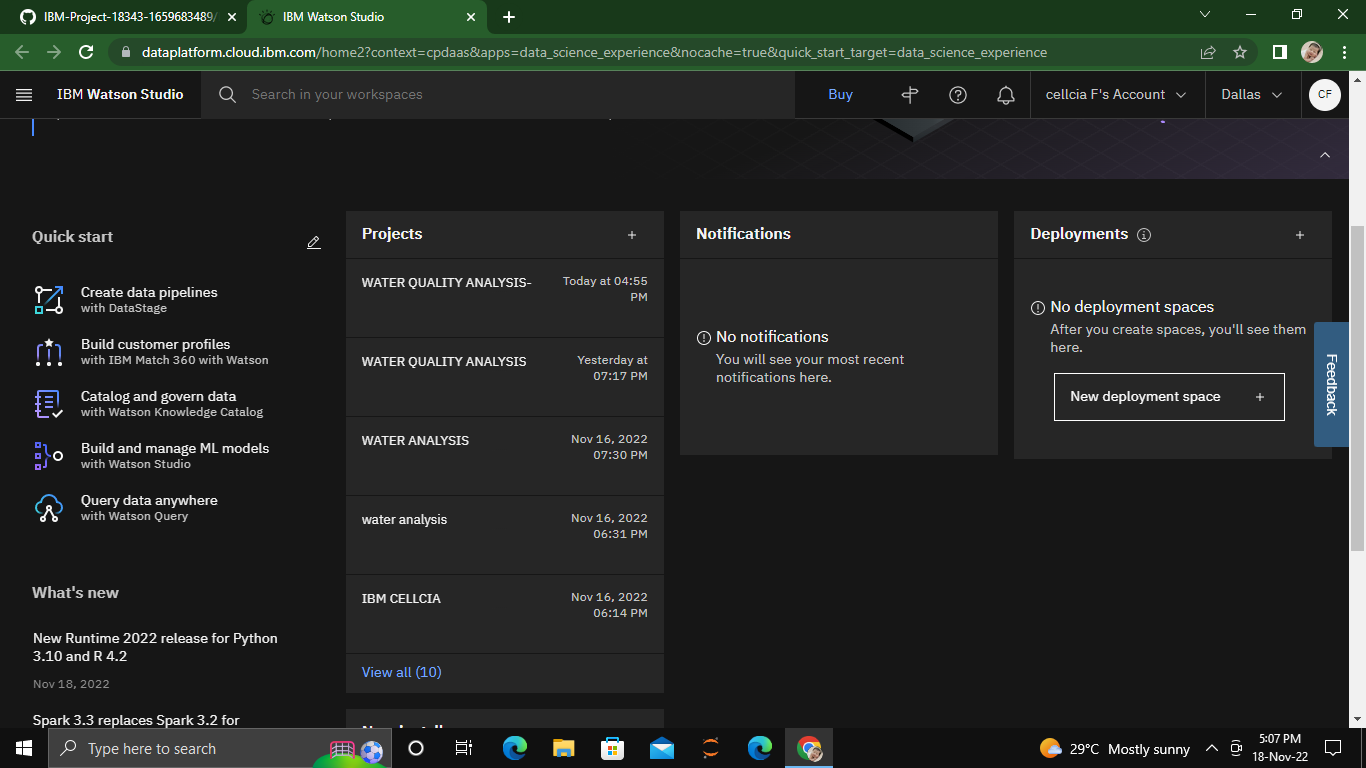 IBM-Project-18343-1659683489/
IBM Watson Studio
dataplatform.cloud.ibm.com/home2?context=cpdaas&apps=data_science_experience&nocache=true&quick_start_target=data_science_experience
IBM Watson Studio
Search in your workspaces
Buy
cellcia F's Account
Dallas
CF
Quick start
Create data pipelines
with DataStage
Build customer profiles
with IBM Match 360 with Watson
Catalog and govern data
with Watson Knowledge Catalog
Build and manage ML models
with Watson Studio
Query data anywhere
with Watson Query
What's new
New Runtime 2022 release for Python
3.10 and R 4.2
Nov 18, 2022
Spark 3.3 replaces Spark 3.2 for
Projects
WATER QUALITY ANALYSIS-
Today at 04:55
PM
WATER QUALITY ANALYSIS
Yesterday at
07:17 PM
WATER ANALYSIS
Nov 16, 2022
07:30 PM
water analysis
Nov 16, 2022
06:31 PM
IBM CELLCIA
Nov 16, 2022
06:14 PM
View all (10)
Notifications
No notifications
You will see your most recent
notifications here.
Deployments
No deployment spaces
After you create spaces, you'll see them
here.
New deployment space
Feedback
Type here to search
29°C Mostly sunny
5:07 PM
18-Nov-22